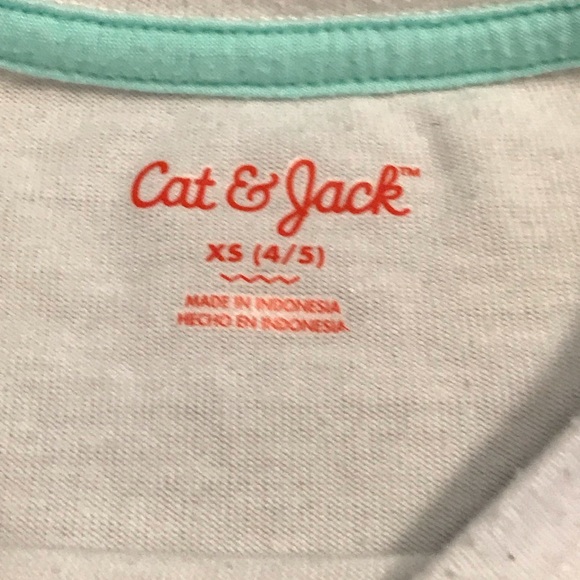 Cat & Jack™
XS (4/5)
MADE IN INDONESIA
HECHO EN INDONESIA